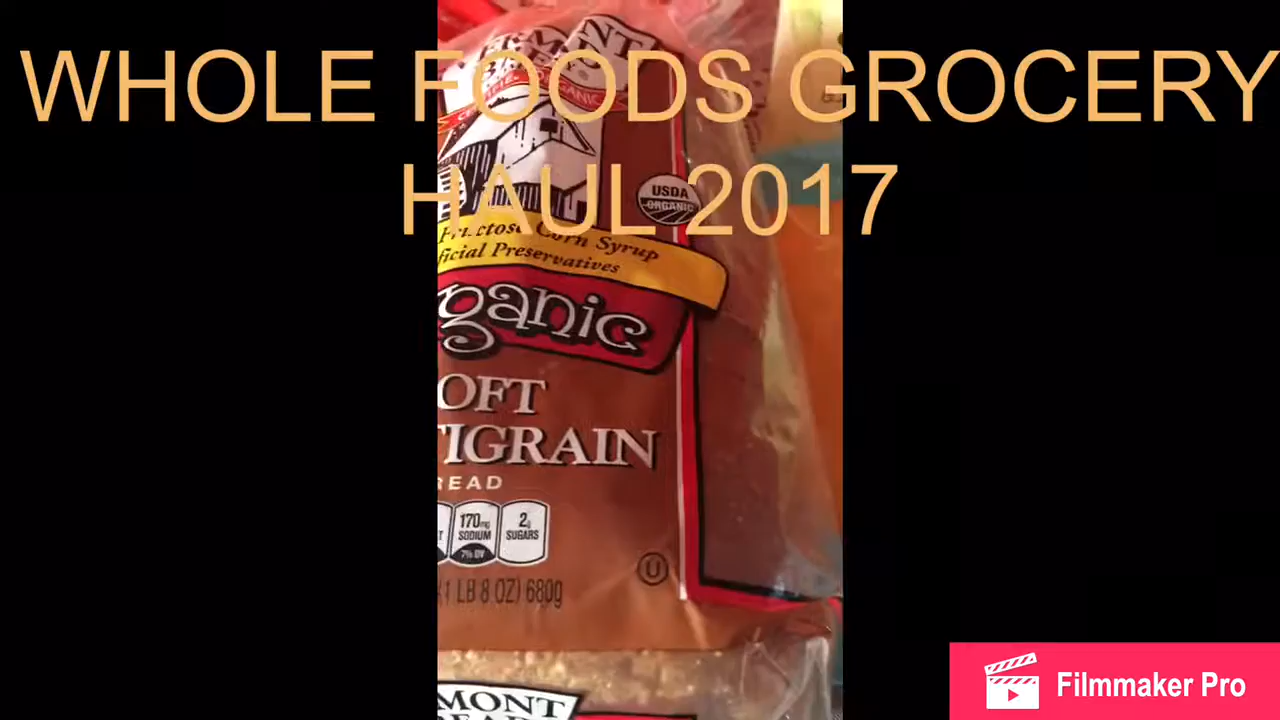 WHOLE FOODS GROCERY
HAUL 2017
USDA
ORGANIC
Fructose Corn Syrup
ficial Preservatives
ganic
OFT
TIGRAIN
READ
170mg
SODIUM
7% DV
2g
SUGARS
(1 LB 8 OZ) 680g
U
MONT
Filmmaker Pro